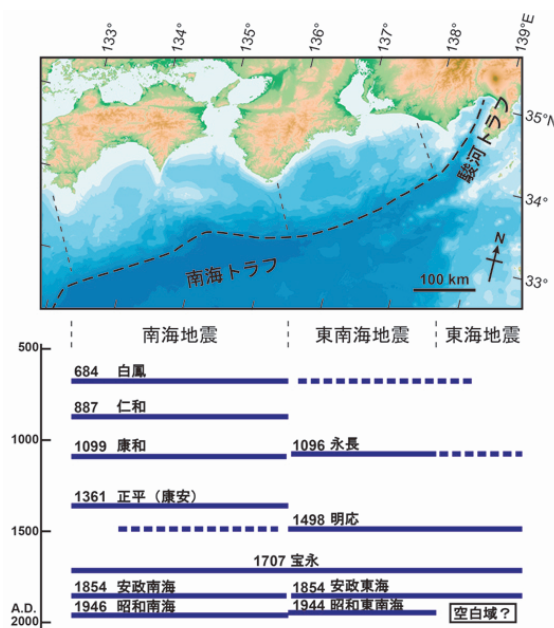 133°
134°
135°
136°
137°
138°
139°E
35°N
34°
33°
駿河トラフ
南海トラフ
N
100 km
南海地震 東南海地震 東海地震
500
684 白鳳
887 仁和
1000
1099 康和 1096 永長
1361 正平（康安）
1500
1498 明応
1707 宝永
1854 安政南海 1854 安政東海
A.D. 1946 昭和南海 1944 昭和東南海 空白域？
2000